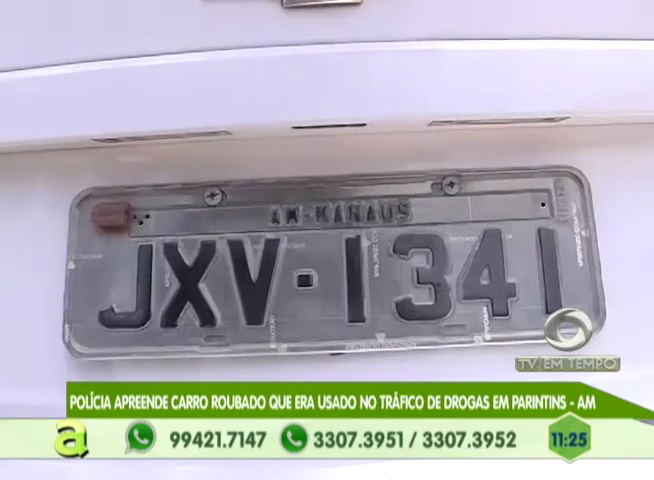 AM-MANAUS
JXV-1341
TV EM TEMPO
POLÍCIA APREENDE CARRO ROUBADO QUE ERA USADO NO TRÁFICO DE DROGAS EM PARINTINS - AM
a 99421.7147 3307.3951 / 3307.3952 11:25